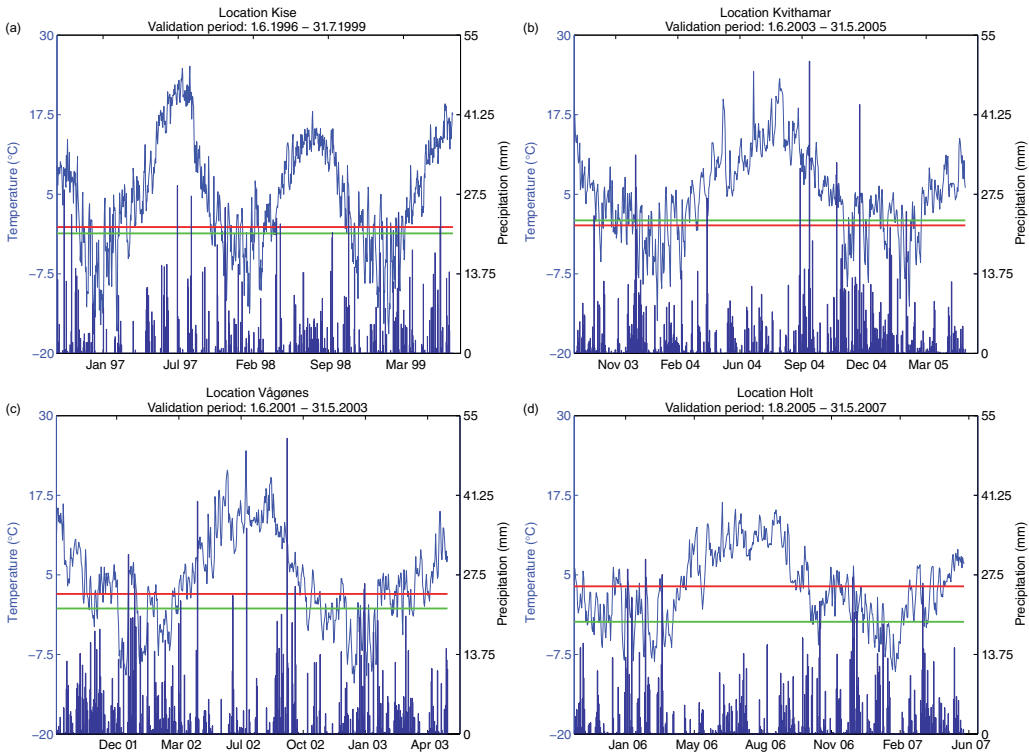 (a)
Location Kise
Validation period: 1.6.1996 – 31.7.1999
30
17.5
5
−7.5
−20
Temperature (°C)
55
41.25
27.5
13.75
0
Precipitation (mm)
Jan 97 Jul 97 Feb 98 Sep 98 Mar 99
(b)
Location Kvithamar
Validation period: 1.6.2003 – 31.5.2005
30
17.5
5
−7.5
−20
Temperature (°C)
55
41.25
27.5
13.75
0
Precipitation (mm)
Nov 03 Feb 04 Jun 04 Sep 04 Dec 04 Mar 05
(c)
Location Vågønes
Validation period: 1.6.2001 – 31.5.2003
30
17.5
5
−7.5
−20
Temperature (°C)
55
41.25
27.5
13.75
0
Precipitation (mm)
Dec 01 Mar 02 Jul 02 Oct 02 Jan 03 Apr 03
(d)
Location Holt
Validation period: 1.8.2005 – 31.5.2007
30
17.5
5
−7.5
−20
Temperature (°C)
55
41.25
27.5
13.75
0
Precipitation (mm)
Jan 06 May 06 Aug 06 Nov 06 Feb 07 Jun 07